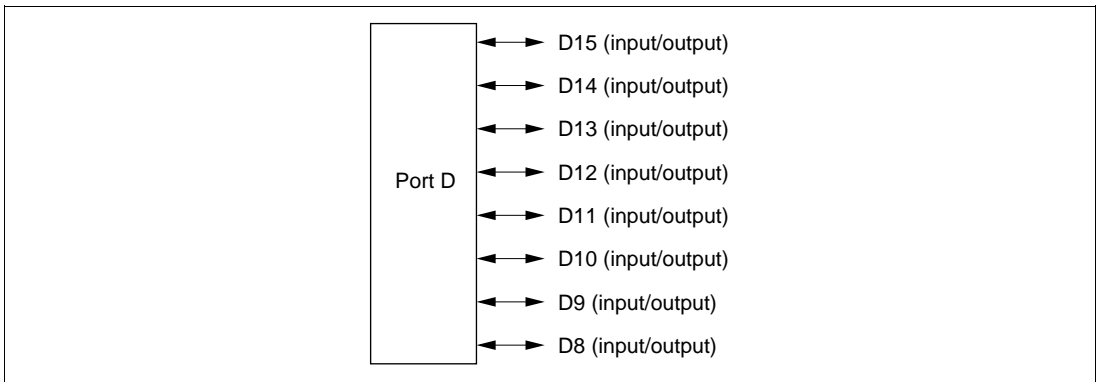 D15 (input/output)
D14 (input/output)
D13 (input/output)
Port D
D12 (input/output)
D11 (input/output)
D10 (input/output)
D9 (input/output)
D8 (input/output)